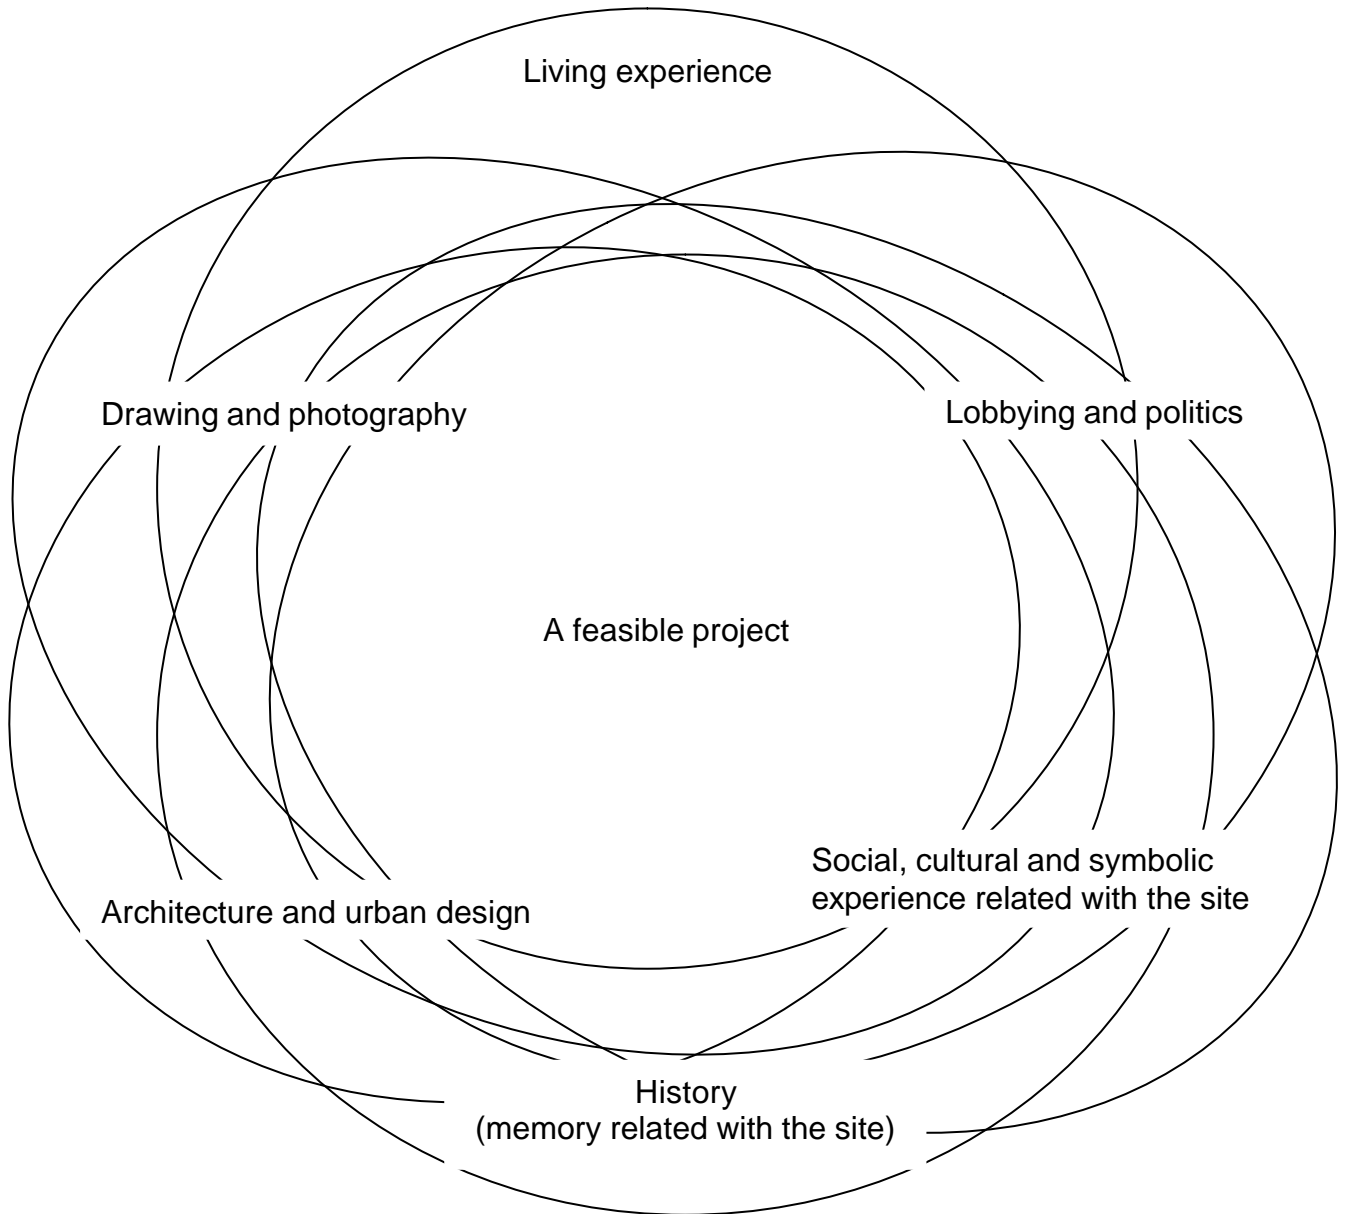 Living experience
Drawing and photography
Lobbying and politics
A feasible project
Social, cultural and symbolic
experience related with the site
Architecture and urban design
History
(memory related with the site)